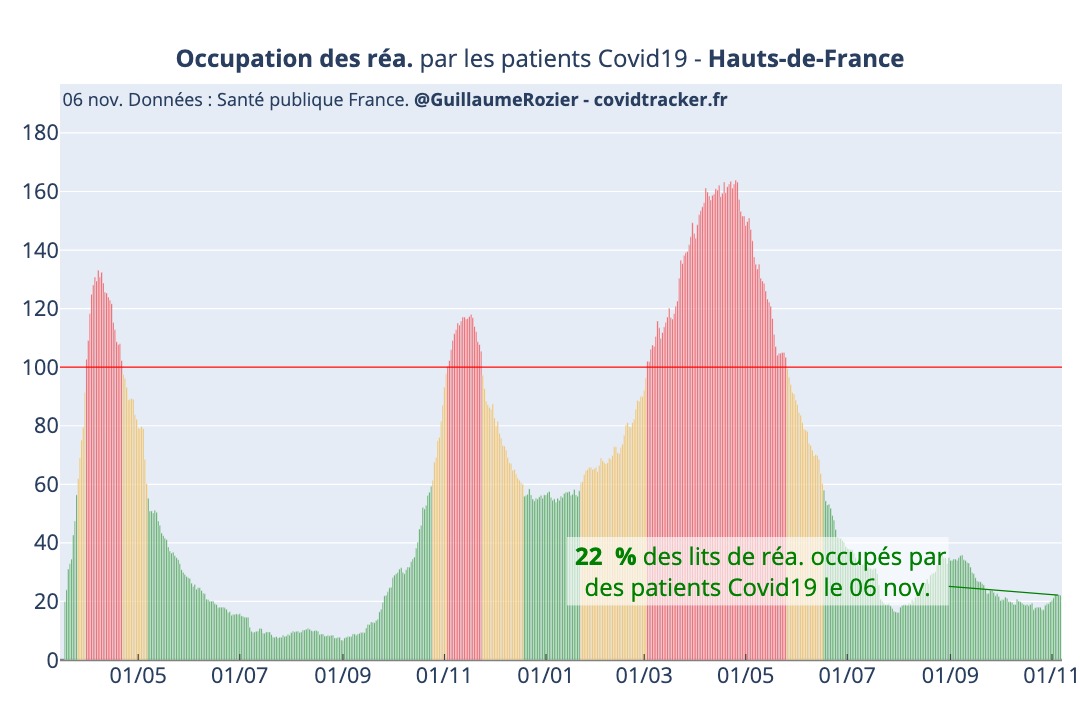 Occupation des réa. par les patients Covid19 - Hauts-de-France
06 nov. Données : Santé publique France. @GuillaumeRozier - covidtracker.fr
180
160
140
120
100
80
60
40
20
0
22 % des lits de réa. occupés par
des patients Covid19 le 06 nov.
01/05 01/07 01/09 01/11 01/01 01/03 01/05 01/07 01/09 01/11